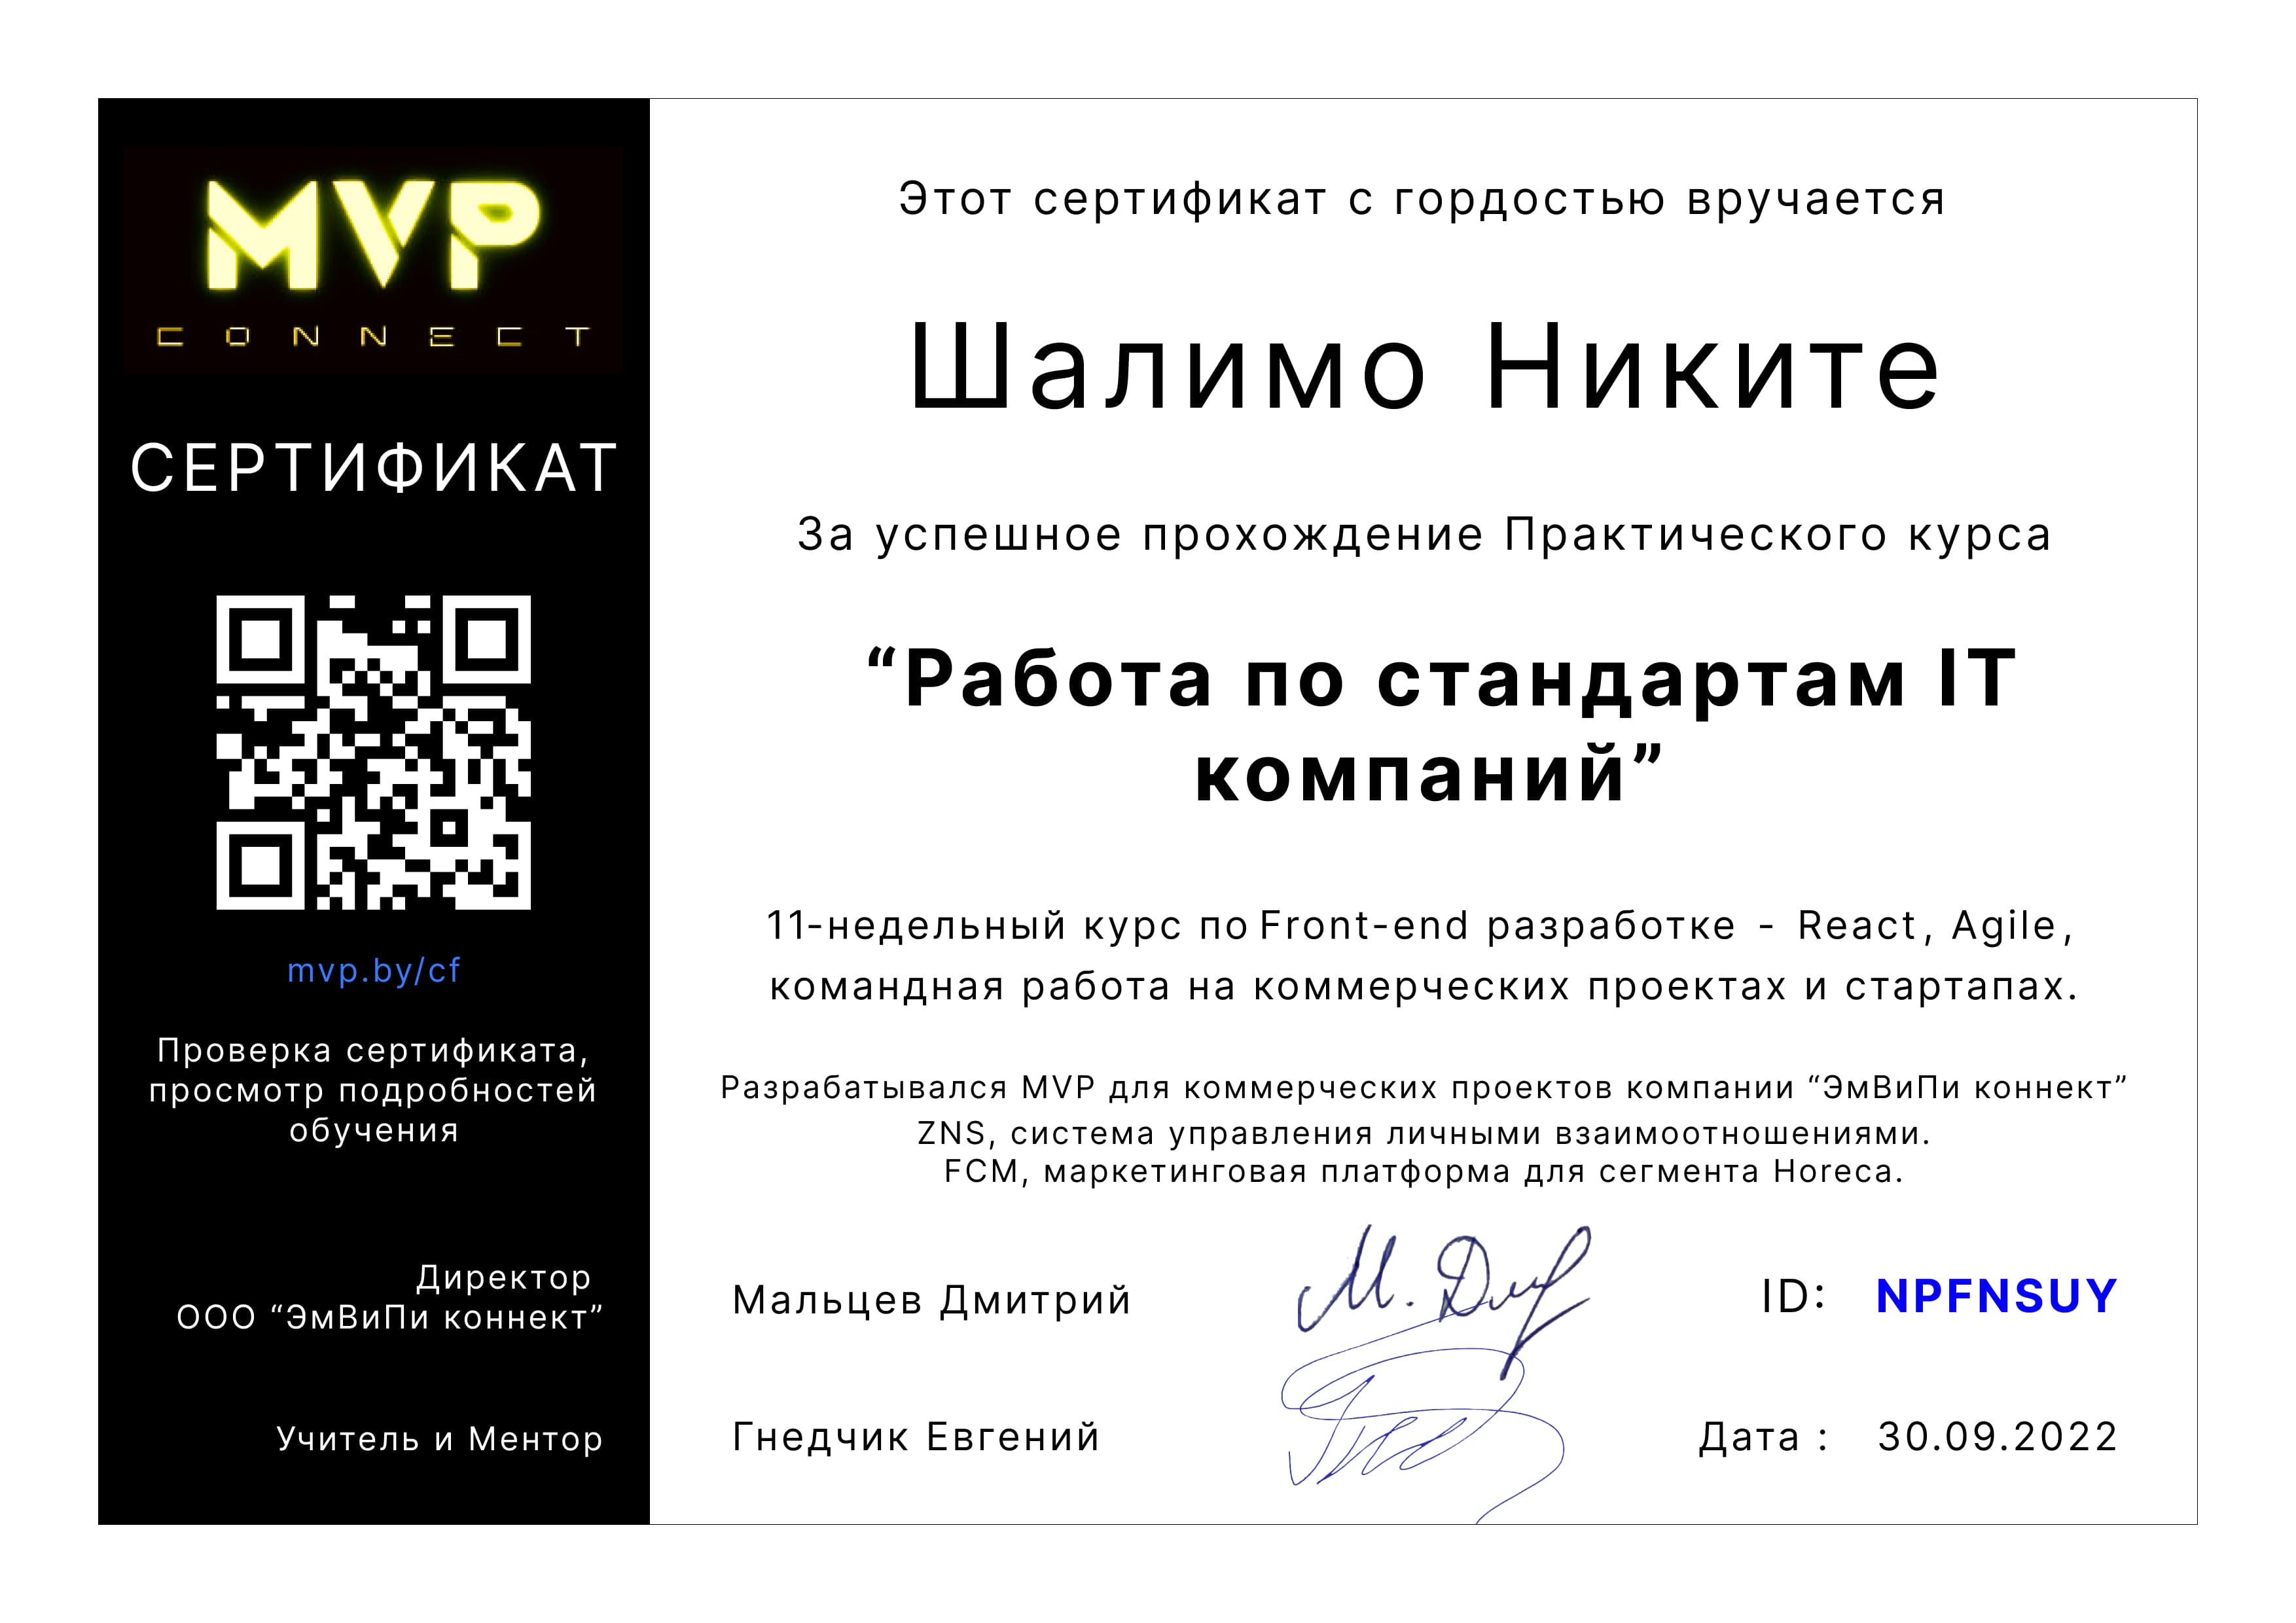 MVP
CONNECT
СЕРТИФИКАТ
mvp.by/cf
Проверка сертификата,
просмотр подробностей
обучения
Директор
ООО “ЭмВиПи коннект”
Учитель и Ментор
Этот сертификат с гордостью вручается
Шалимо Никите
За успешное прохождение Практического курса
“Работа по стандартам IT
компаний”
11-недельный курс по Front-end разработке - React, Agile,
командная работа на коммерческих проектах и стартапах.
Разрабатывался MVP для коммерческих проектов компании “ЭмВиПи коннект”
ZNS, система управления личными взаимоотношениями.
FCM, маркетинговая платформа для сегмента Horeca.
Мальцев Дмитрий
ID: NPFNSUY
Гнедчик Евгений
Дата : 30.09.2022